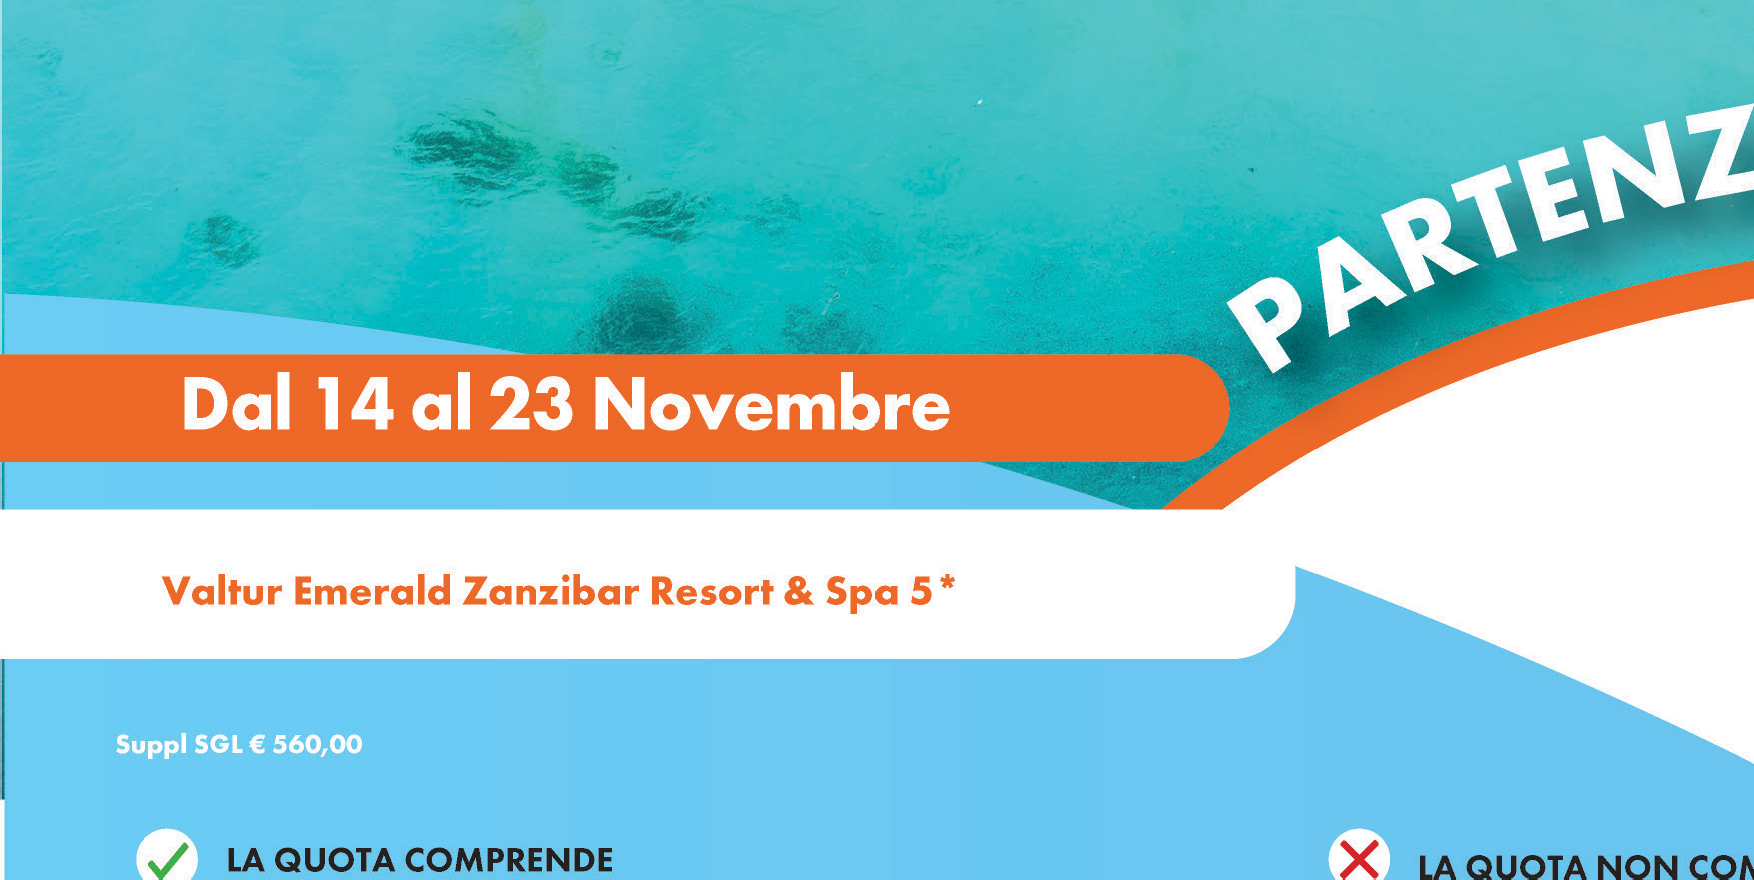 PARTENZ
Dal 14 al 23 Novembre
Valtur Emerald Zanzibar Resort & Spa 5*
Suppl SGL € 560,00
LA QUOTA COMPRENDE
LA QUOTA NON COM